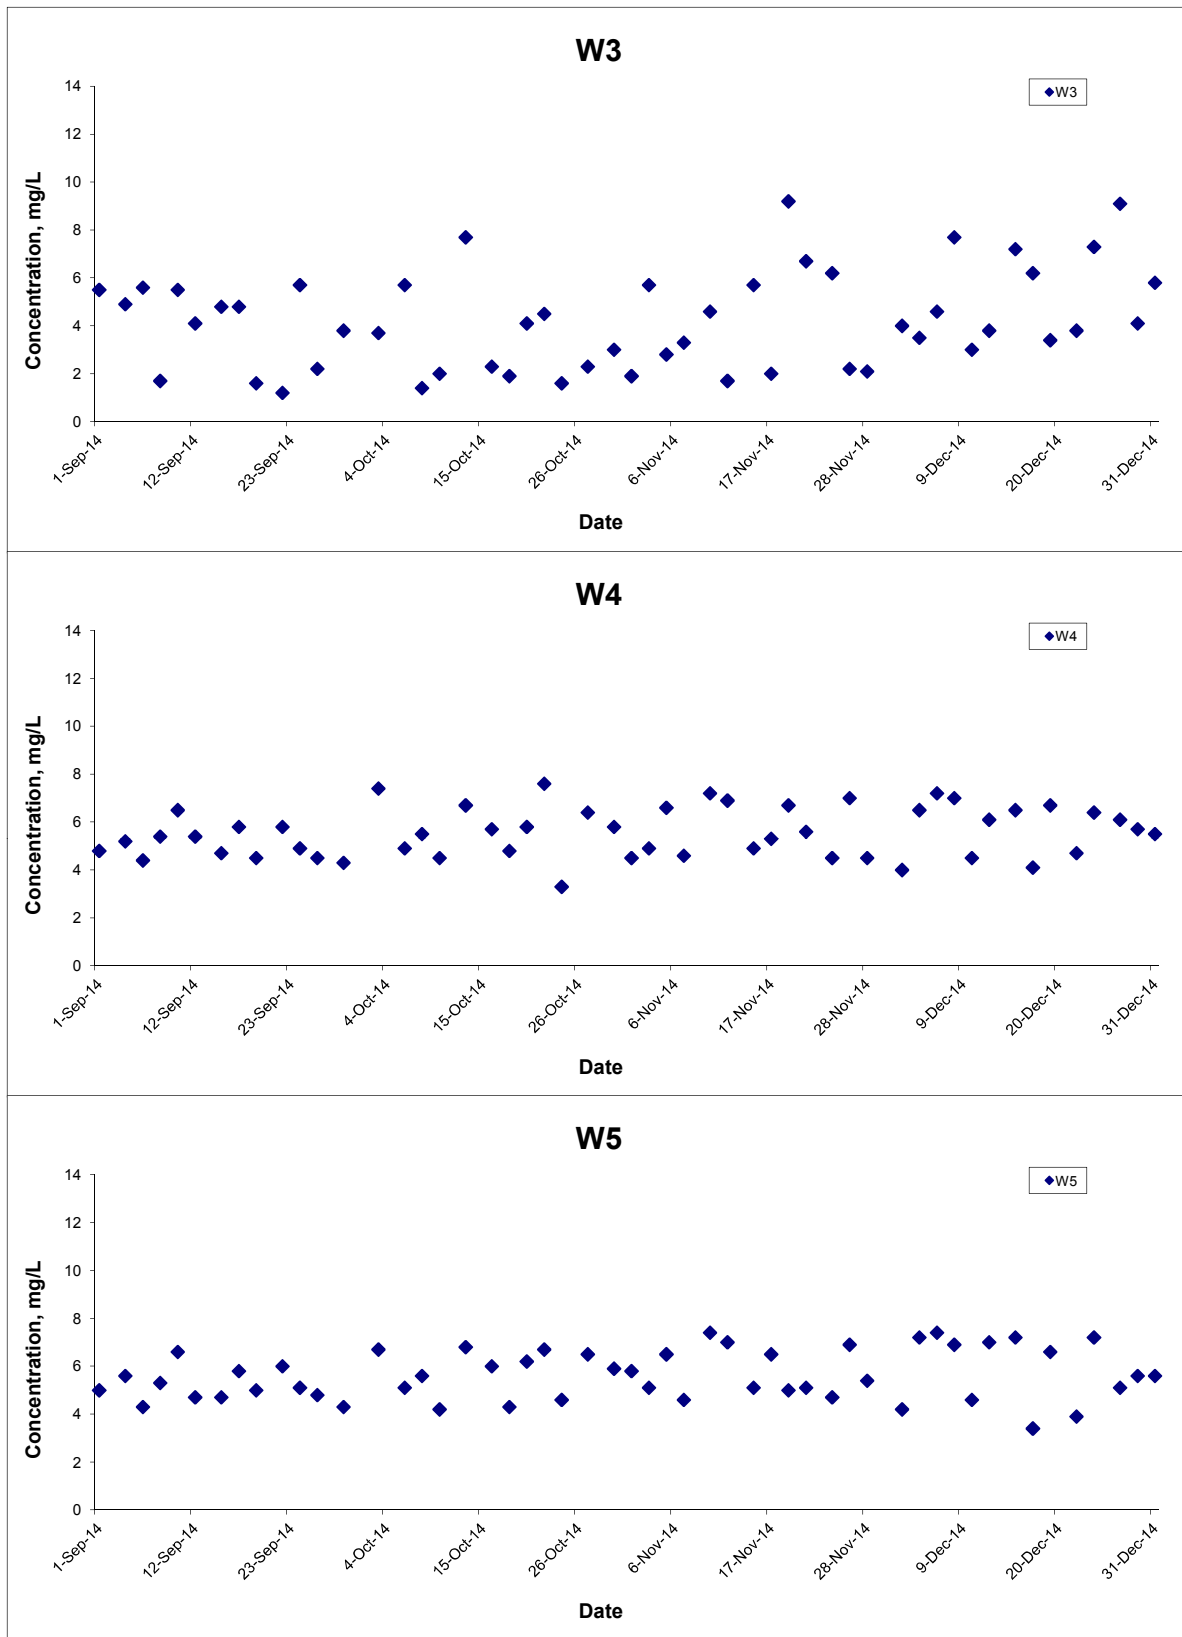 W3
W3
14
12
10
8
6
4
2
0
Concentration, mg/L
1-Sep-14 12-Sep-14 23-Sep-14 4-Oct-14 15-Oct-14 26-Oct-14 6-Nov-14 17-Nov-14 28-Nov-14 9-Dec-14 20-Dec-14 31-Dec-14
Date
W4
W4
14
12
10
8
6
4
2
0
Concentration, mg/L
1-Sep-14 12-Sep-14 23-Sep-14 4-Oct-14 15-Oct-14 26-Oct-14 6-Nov-14 17-Nov-14 28-Nov-14 9-Dec-14 20-Dec-14 31-Dec-14
Date
W5
W5
14
12
10
8
6
4
2
0
Concentration, mg/L
1-Sep-14 12-Sep-14 23-Sep-14 4-Oct-14 15-Oct-14 26-Oct-14 6-Nov-14 17-Nov-14 28-Nov-14 9-Dec-14 20-Dec-14 31-Dec-14
Date